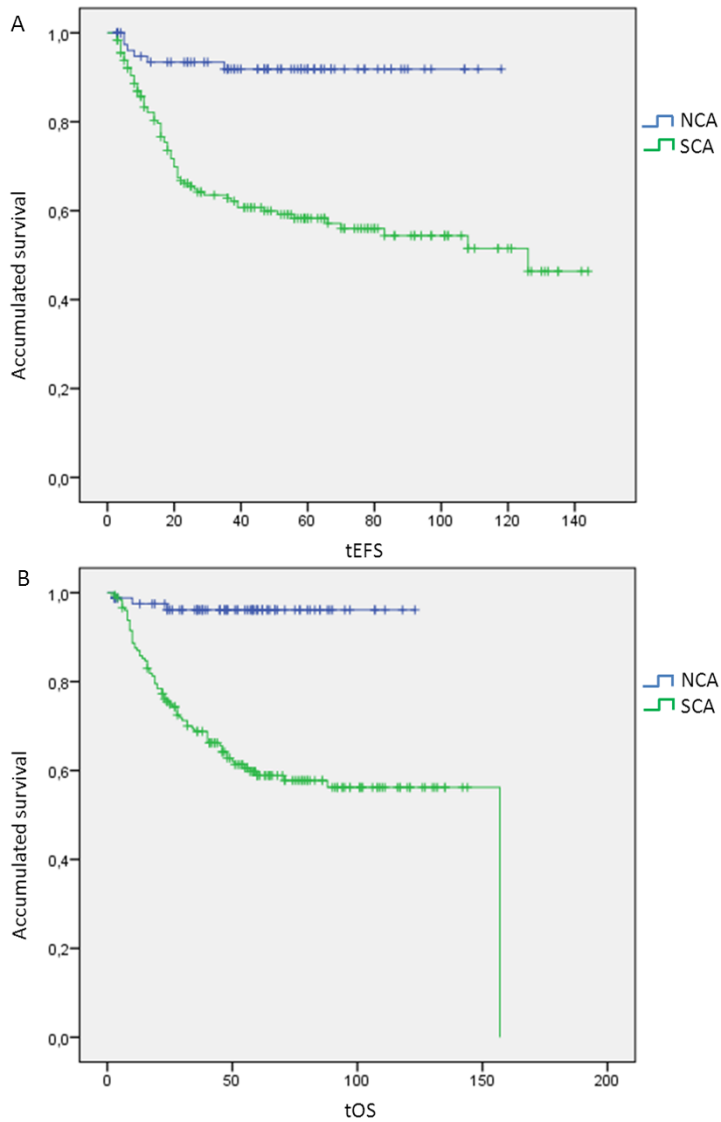 A
1,0
0,8
0,6
0,4
0,2
0,0
Accumulated survival
0 20 40 60 80 100 120 140
tEFS
NCA
SCA
B
1,0
0,8
0,6
0,4
0,2
0,0
Accumulated survival
0 50 100 150 200
tOS
NCA
SCA